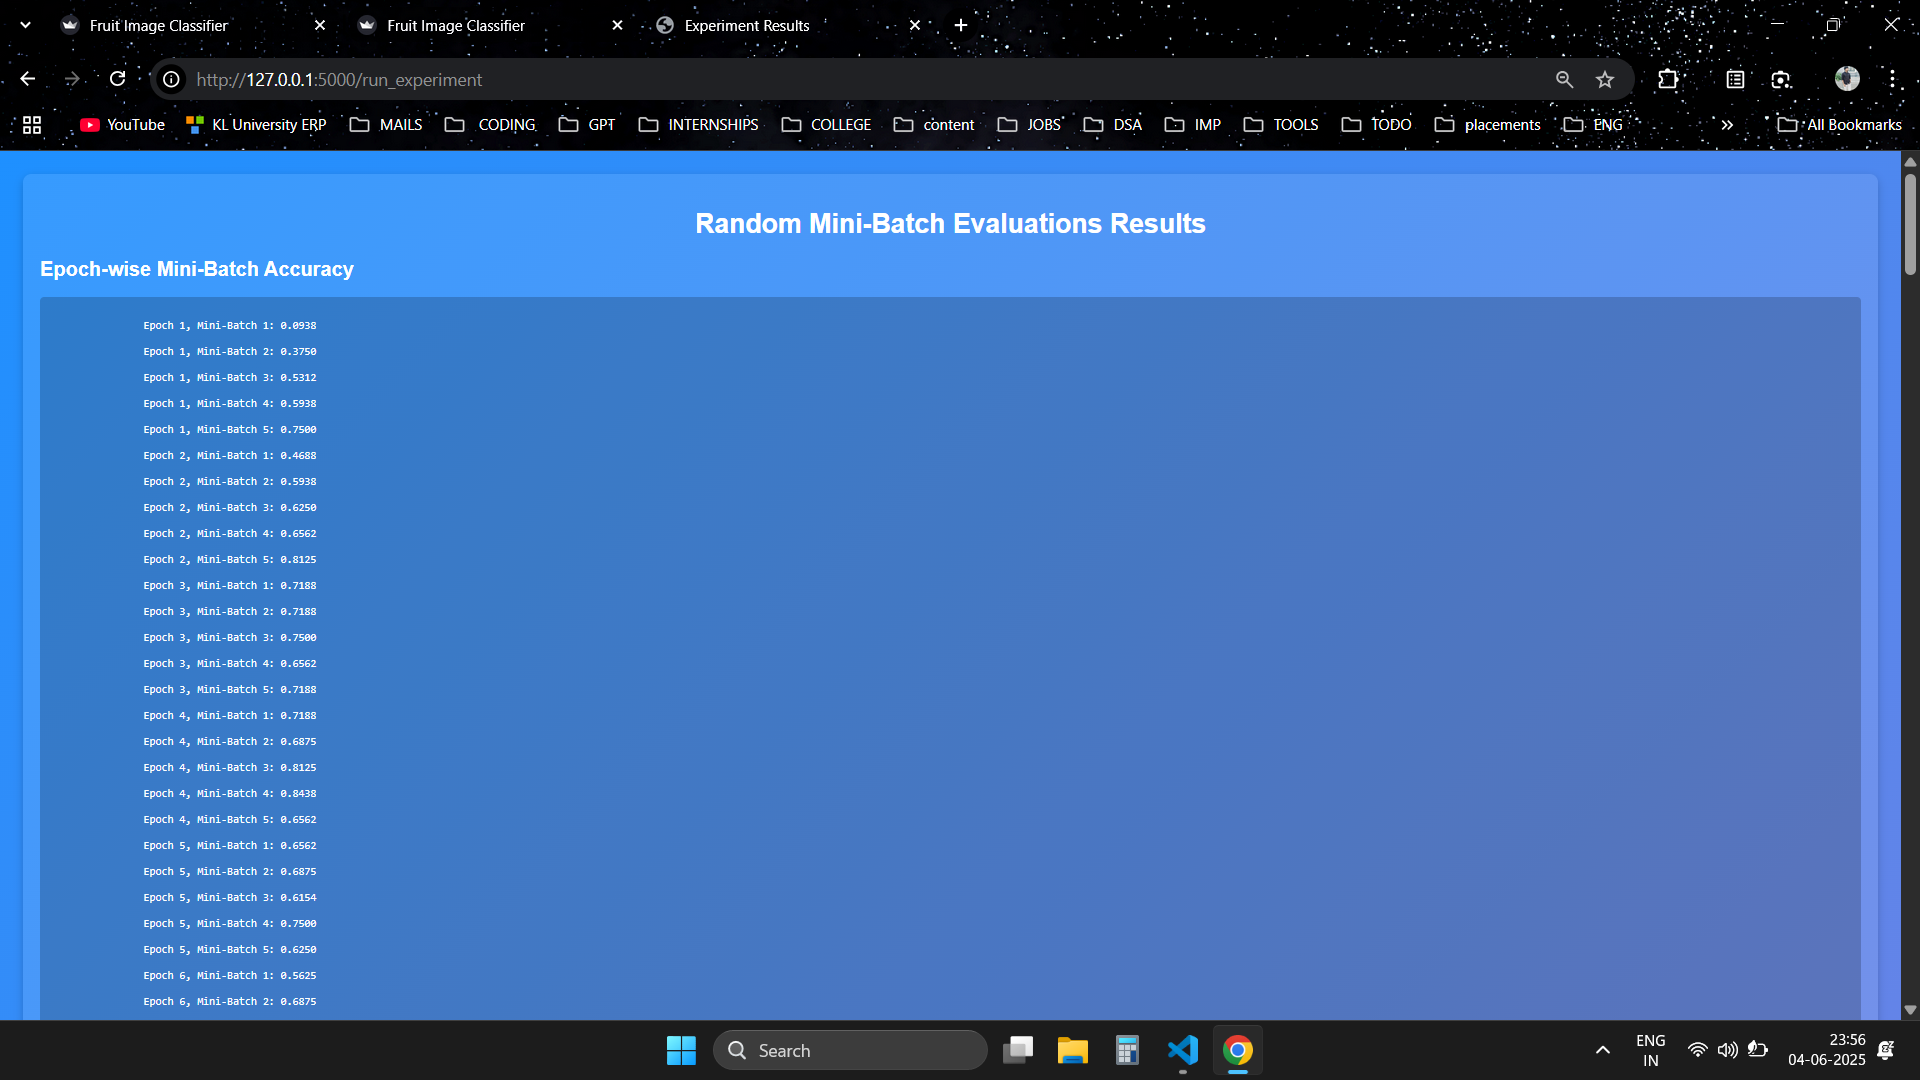 Fruit Image Classifier
Fruit Image Classifier
Experiment Results
http://127.0.0.1:5000/run_experiment
YouTube
KL University ERP
MAILS
CODING
GPT
INTERNSHIPS
COLLEGE
content
JOBS
DSA
IMP
TOOLS
TODO
placements
ENG
All Bookmarks
Random Mini-Batch Evaluations Results
Epoch-wise Mini-Batch Accuracy
Epoch 1, Mini-Batch 1: 0.0938
Epoch 1, Mini-Batch 2: 0.3750
Epoch 1, Mini-Batch 3: 0.5312
Epoch 1, Mini-Batch 4: 0.5938
Epoch 1, Mini-Batch 5: 0.7500
Epoch 2, Mini-Batch 1: 0.4688
Epoch 2, Mini-Batch 2: 0.5938
Epoch 2, Mini-Batch 3: 0.6250
Epoch 2, Mini-Batch 4: 0.6562
Epoch 2, Mini-Batch 5: 0.8125
Epoch 3, Mini-Batch 1: 0.7188
Epoch 3, Mini-Batch 2: 0.7188
Epoch 3, Mini-Batch 3: 0.7500
Epoch 3, Mini-Batch 4: 0.6562
Epoch 3, Mini-Batch 5: 0.7188
Epoch 4, Mini-Batch 1: 0.7188
Epoch 4, Mini-Batch 2: 0.6875
Epoch 4, Mini-Batch 3: 0.8125
Epoch 4, Mini-Batch 4: 0.8438
Epoch 4, Mini-Batch 5: 0.6562
Epoch 5, Mini-Batch 1: 0.6562
Epoch 5, Mini-Batch 2: 0.6875
Epoch 5, Mini-Batch 3: 0.6154
Epoch 5, Mini-Batch 4: 0.7500
Epoch 5, Mini-Batch 5: 0.6250
Epoch 6, Mini-Batch 1: 0.5625
Epoch 6, Mini-Batch 2: 0.6875
Search
ENG
IN
23:56
04-06-2025